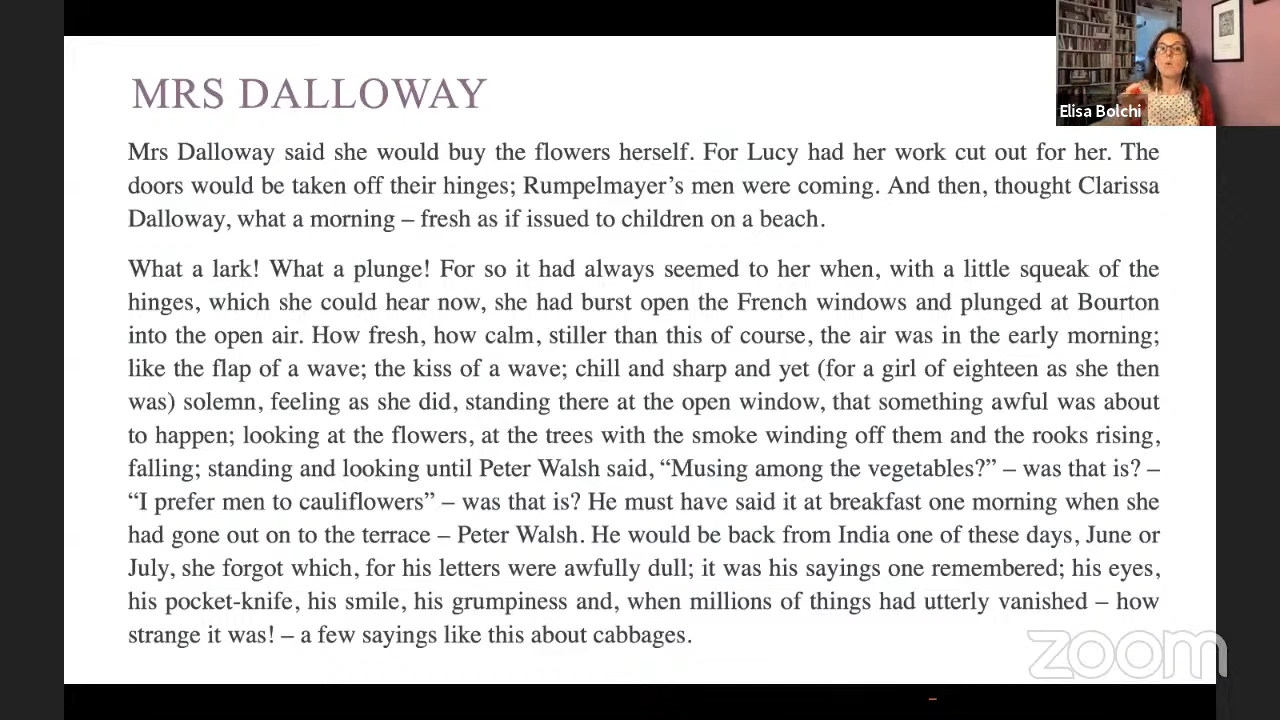 MRS DALLOWAY
Elisa Bolchi
Mrs Dalloway said she would buy the flowers herself. For Lucy had her work cut out for her. The
doors would be taken off their hinges; Rumpelmayer’s men were coming. And then, thought Clarissa
Dalloway, what a morning – fresh as if issued to children on a beach.
What a lark! What a plunge! For so it had always seemed to her when, with a little squeak of the
hinges, which she could hear now, she had burst open the French windows and plunged at Bourton
into the open air. How fresh, how calm, stiller than this of course, the air was in the early morning;
like the flap of a wave; the kiss of a wave; chill and sharp and yet (for a girl of eighteen as she then
was) solemn, feeling as she did, standing there at the open window, that something awful was about
to happen; looking at the flowers, at the trees with the smoke winding off them and the rooks rising,
falling; standing and looking until Peter Walsh said, “Musing among the vegetables?” – was that is? –
“I prefer men to cauliflowers” – was that is? He must have said it at breakfast one morning when she
had gone out on to the terrace – Peter Walsh. He would be back from India one of these days, June or
July, she forgot which, for his letters were awfully dull; it was his sayings one remembered; his eyes,
his pocket-knife, his smile, his grumpiness and, when millions of things had utterly vanished – how
strange it was! – a few sayings like this about cabbages.
zoom